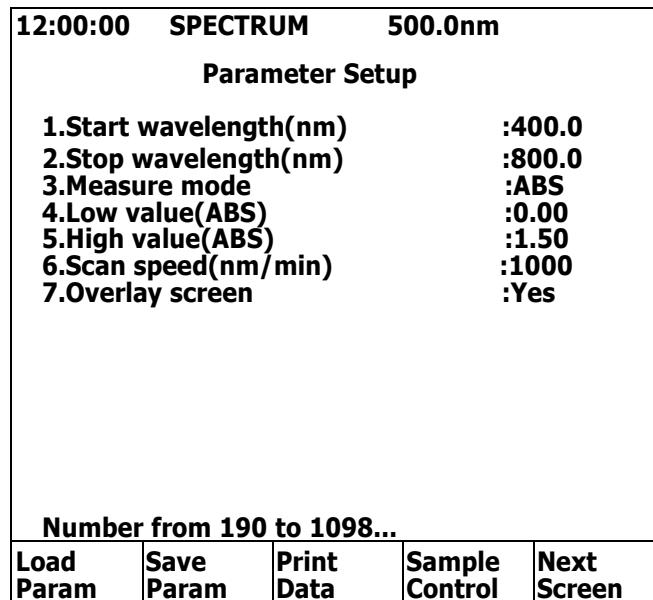 12:00:00 SPECTRUM 500.0nm
Parameter Setup
1.Start wavelength(nm) :400.0
2.Stop wavelength(nm) :800.0
3.Measure mode :ABS
4.Low value(ABS) :0.00
5.High value(ABS) :1.50
6.Scan speed(nm/min) :1000
7.Overlay screen :Yes
Number from 190 to 1098...
Load Save Print Sample Next
Param Param Data Control Screen